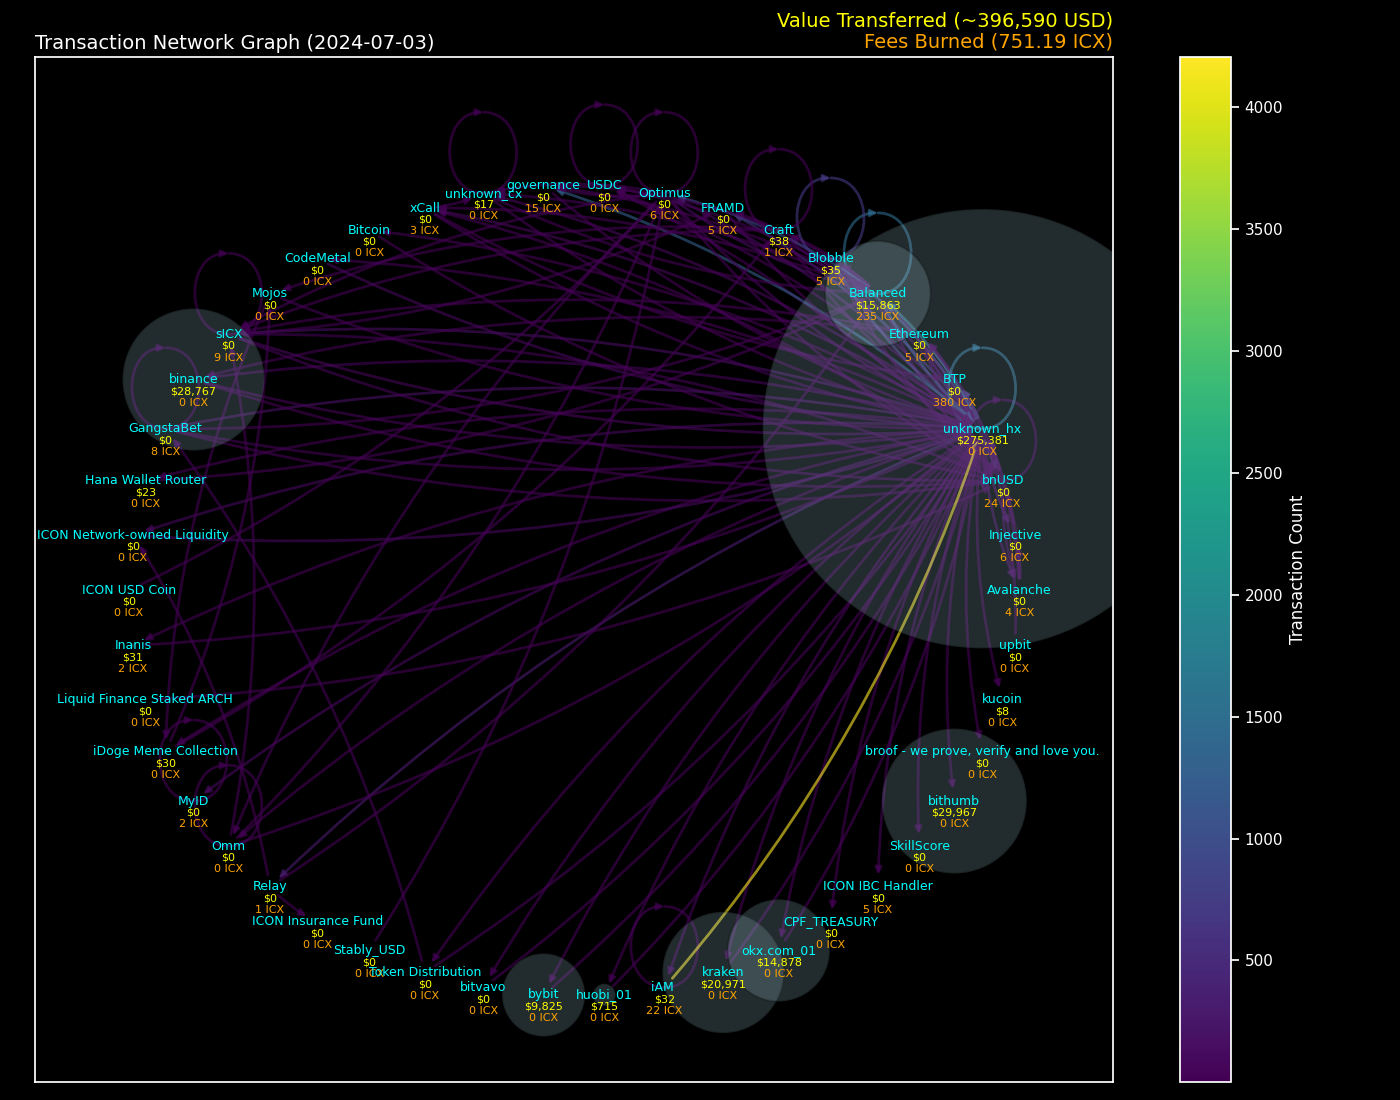 Value Transferred (~396,590 USD)
Transaction Network Graph (2024-07-03)
Fees Burned (751.19 ICX)
governance
$0
15 ICX
USDC
$0
0 ICX
unknown_cx
$17
0 ICX
Optimus
$0
6 ICX
xCall
$0
3 ICX
FRAMD
$0
5 ICX
Bitcoin
$0
0 ICX
Craft
$38
1 ICX
CodeMetal
$0
0 ICX
Blobble
$35
5 ICX
Mojos
$0
0 ICX
Balanced
$15,863
235 ICX
sICX
$0
9 ICX
Ethereum
$0
5 ICX
binance
$28,767
0 ICX
BTP
$0
380 ICX
GangstaBet
$0
8 ICX
unknown_hx
$275,381
0 ICX
Hana Wallet Router
$23
0 ICX
bnUSD
$0
24 ICX
ICON Network-owned Liquidity
$0
0 ICX
Injective
$0
6 ICX
ICON USD Coin
$0
0 ICX
Avalanche
$0
4 ICX
Inanis
$31
2 ICX
upbit
$0
0 ICX
Liquid Finance Staked ARCH
$0
0 ICX
kucoin
$8
0 ICX
iDoge Meme Collection
$30
0 ICX
broof - we prove, verify and love you.
$0
0 ICX
MyID
$0
2 ICX
bithumb
$29,967
0 ICX
Omm
$0
0 ICX
SkillScore
$0
0 ICX
Relay
$0
1 ICX
ICON IBC Handler
$0
5 ICX
ICON Insurance Fund
$0
0 ICX
CPF_TREASURY
$0
0 ICX
Stably_USD
$0
0 ICX
okx.com_01
$14,878
0 ICX
Token Distribution
$0
0 ICX
kraken
$20,971
0 ICX
bitvavo
$0
0 ICX
bybit
$9,825
0 ICX
huobi_01
$715
0 ICX
iAM
$32
22 ICX
4000
3500
3000
2500
2000
1500
1000
500
Transaction Count